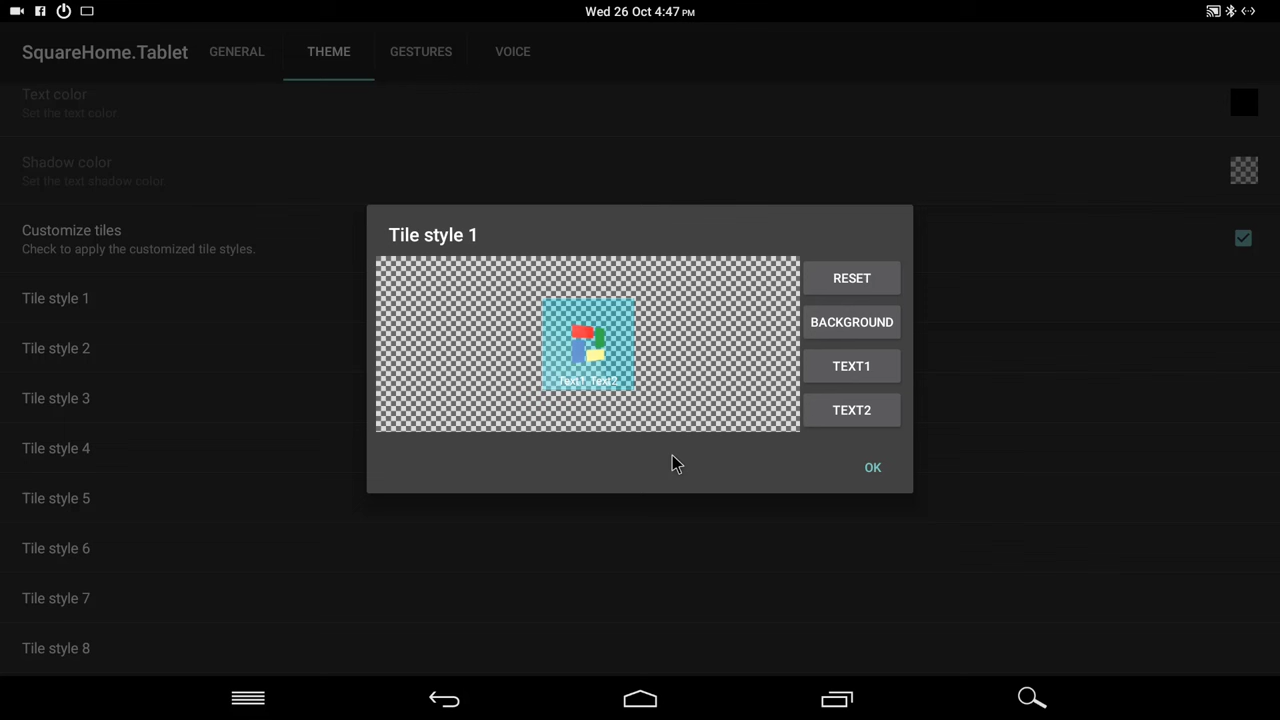 Wed 26 Oct 4:47 PM
SquareHome.Tablet GENERAL THEME GESTURES VOICE
Text color
Set the text color
Shadow color
Set the text shadow color
Customize tiles
Check to apply the customized tile styles.
Tile style 1
Tile style 2
Tile style 3
Tile style 4
Tile style 5
Tile style 6
Tile style 7
Tile style 8
Tile style 1
Text1, Text2
RESET
BACKGROUND
TEXT1
TEXT2
OK